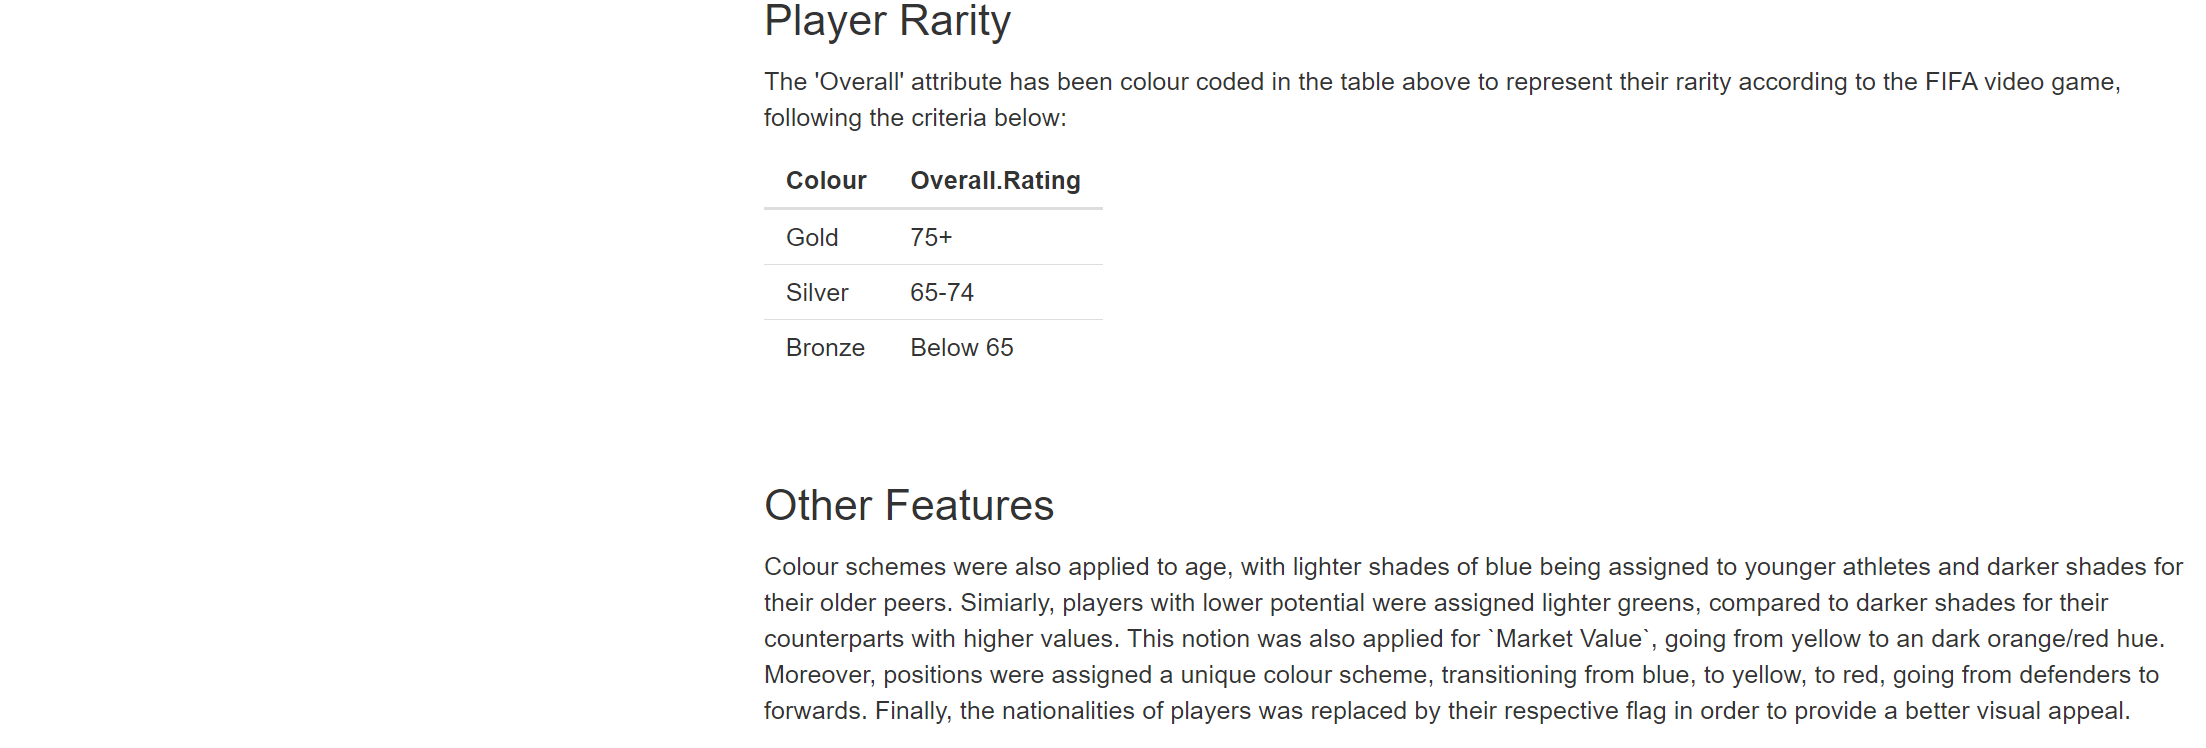 Player Rarity
The 'Overall' attribute has been colour coded in the table above to represent their rarity according to the FIFA video game,
following the criteria below:
Colour Overall.Rating
Gold 75+
Silver 65-74
Bronze Below 65
Other Features
Colour schemes were also applied to age, with lighter shades of blue being assigned to younger athletes and darker shades for
their older peers. Simiarly, players with lower potential were assigned lighter greens, compared to darker shades for their
counterparts with higher values. This notion was also applied for `Market Value`, going from yellow to an dark orange/red hue.
Moreover, positions were assigned a unique colour scheme, transitioning from blue, to yellow, to red, going from defenders to
forwards. Finally, the nationalities of players was replaced by their respective flag in order to provide a better visual appeal.